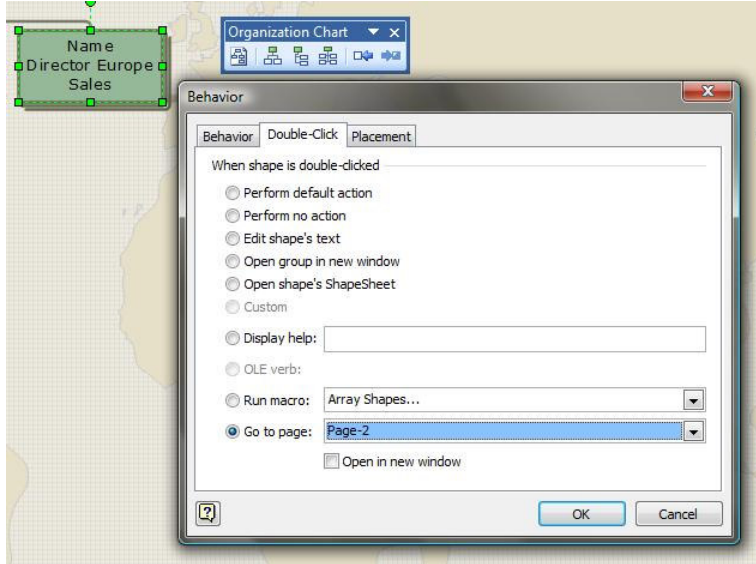 Name
Director Europe
Sales
Organization Chart
Behavior
Behavior Double-Click Placement
When shape is double-clicked
Perform default action
Perform no action
Edit shape's text
Open group in new window
Open shape's ShapeSheet
Custom
Display help:
OLE verb:
Run macro: Array Shapes...
Go to page: Page-2
Open in new window
OK Cancel